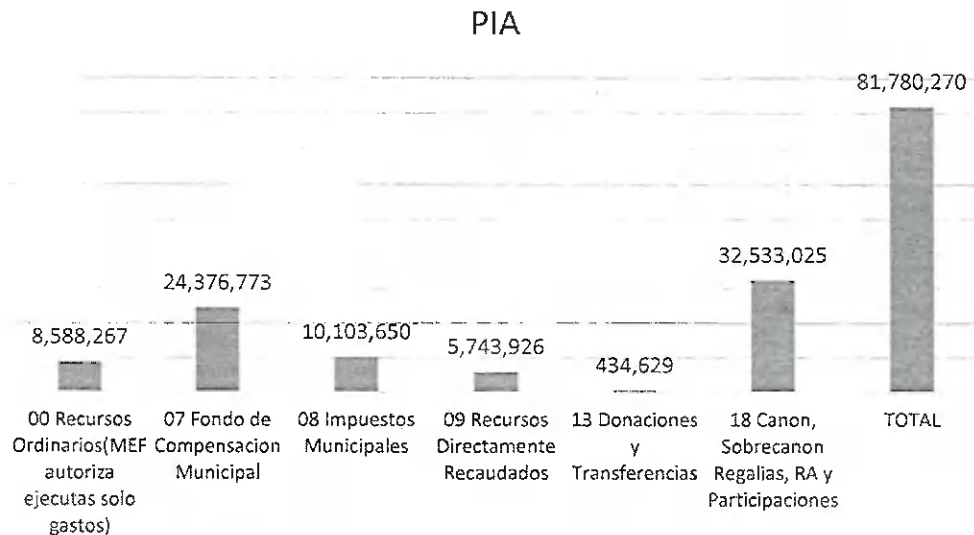 PIA
81,780,270
32,533,025
24,376,773
8,588,267
10,103,650
5,743,926
434,629
00 Recursos
Ordinarios(MEF
autoriza
ejecutas solo
gastos)
07 Fondo de
Compensacion
Municipal
08 Impuestos
Municipales
09 Recursos
Directamente
Recaudados
13 Donaciones
y
Transferencias
18 Canon,
Sobrecanon
Regalias, RA y
Participaciones
TOTAL